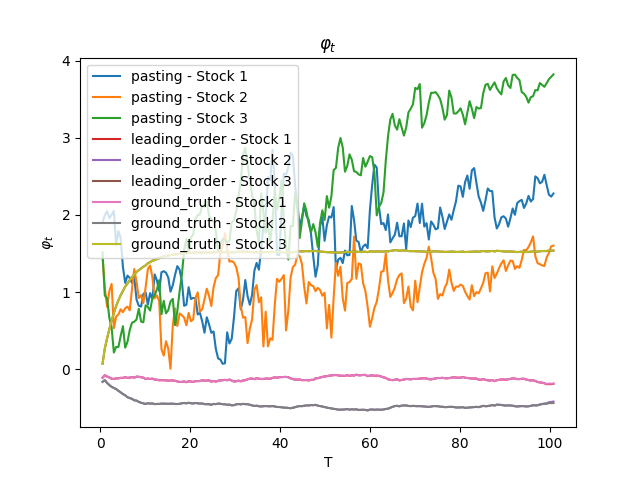 φt
4
3
2
1
0
φt
pasting - Stock 1
pasting - Stock 2
pasting - Stock 3
leading_order - Stock 1
leading_order - Stock 2
leading_order - Stock 3
ground_truth - Stock 1
ground_truth - Stock 2
ground_truth - Stock 3
0 20 40 60 80 100
T